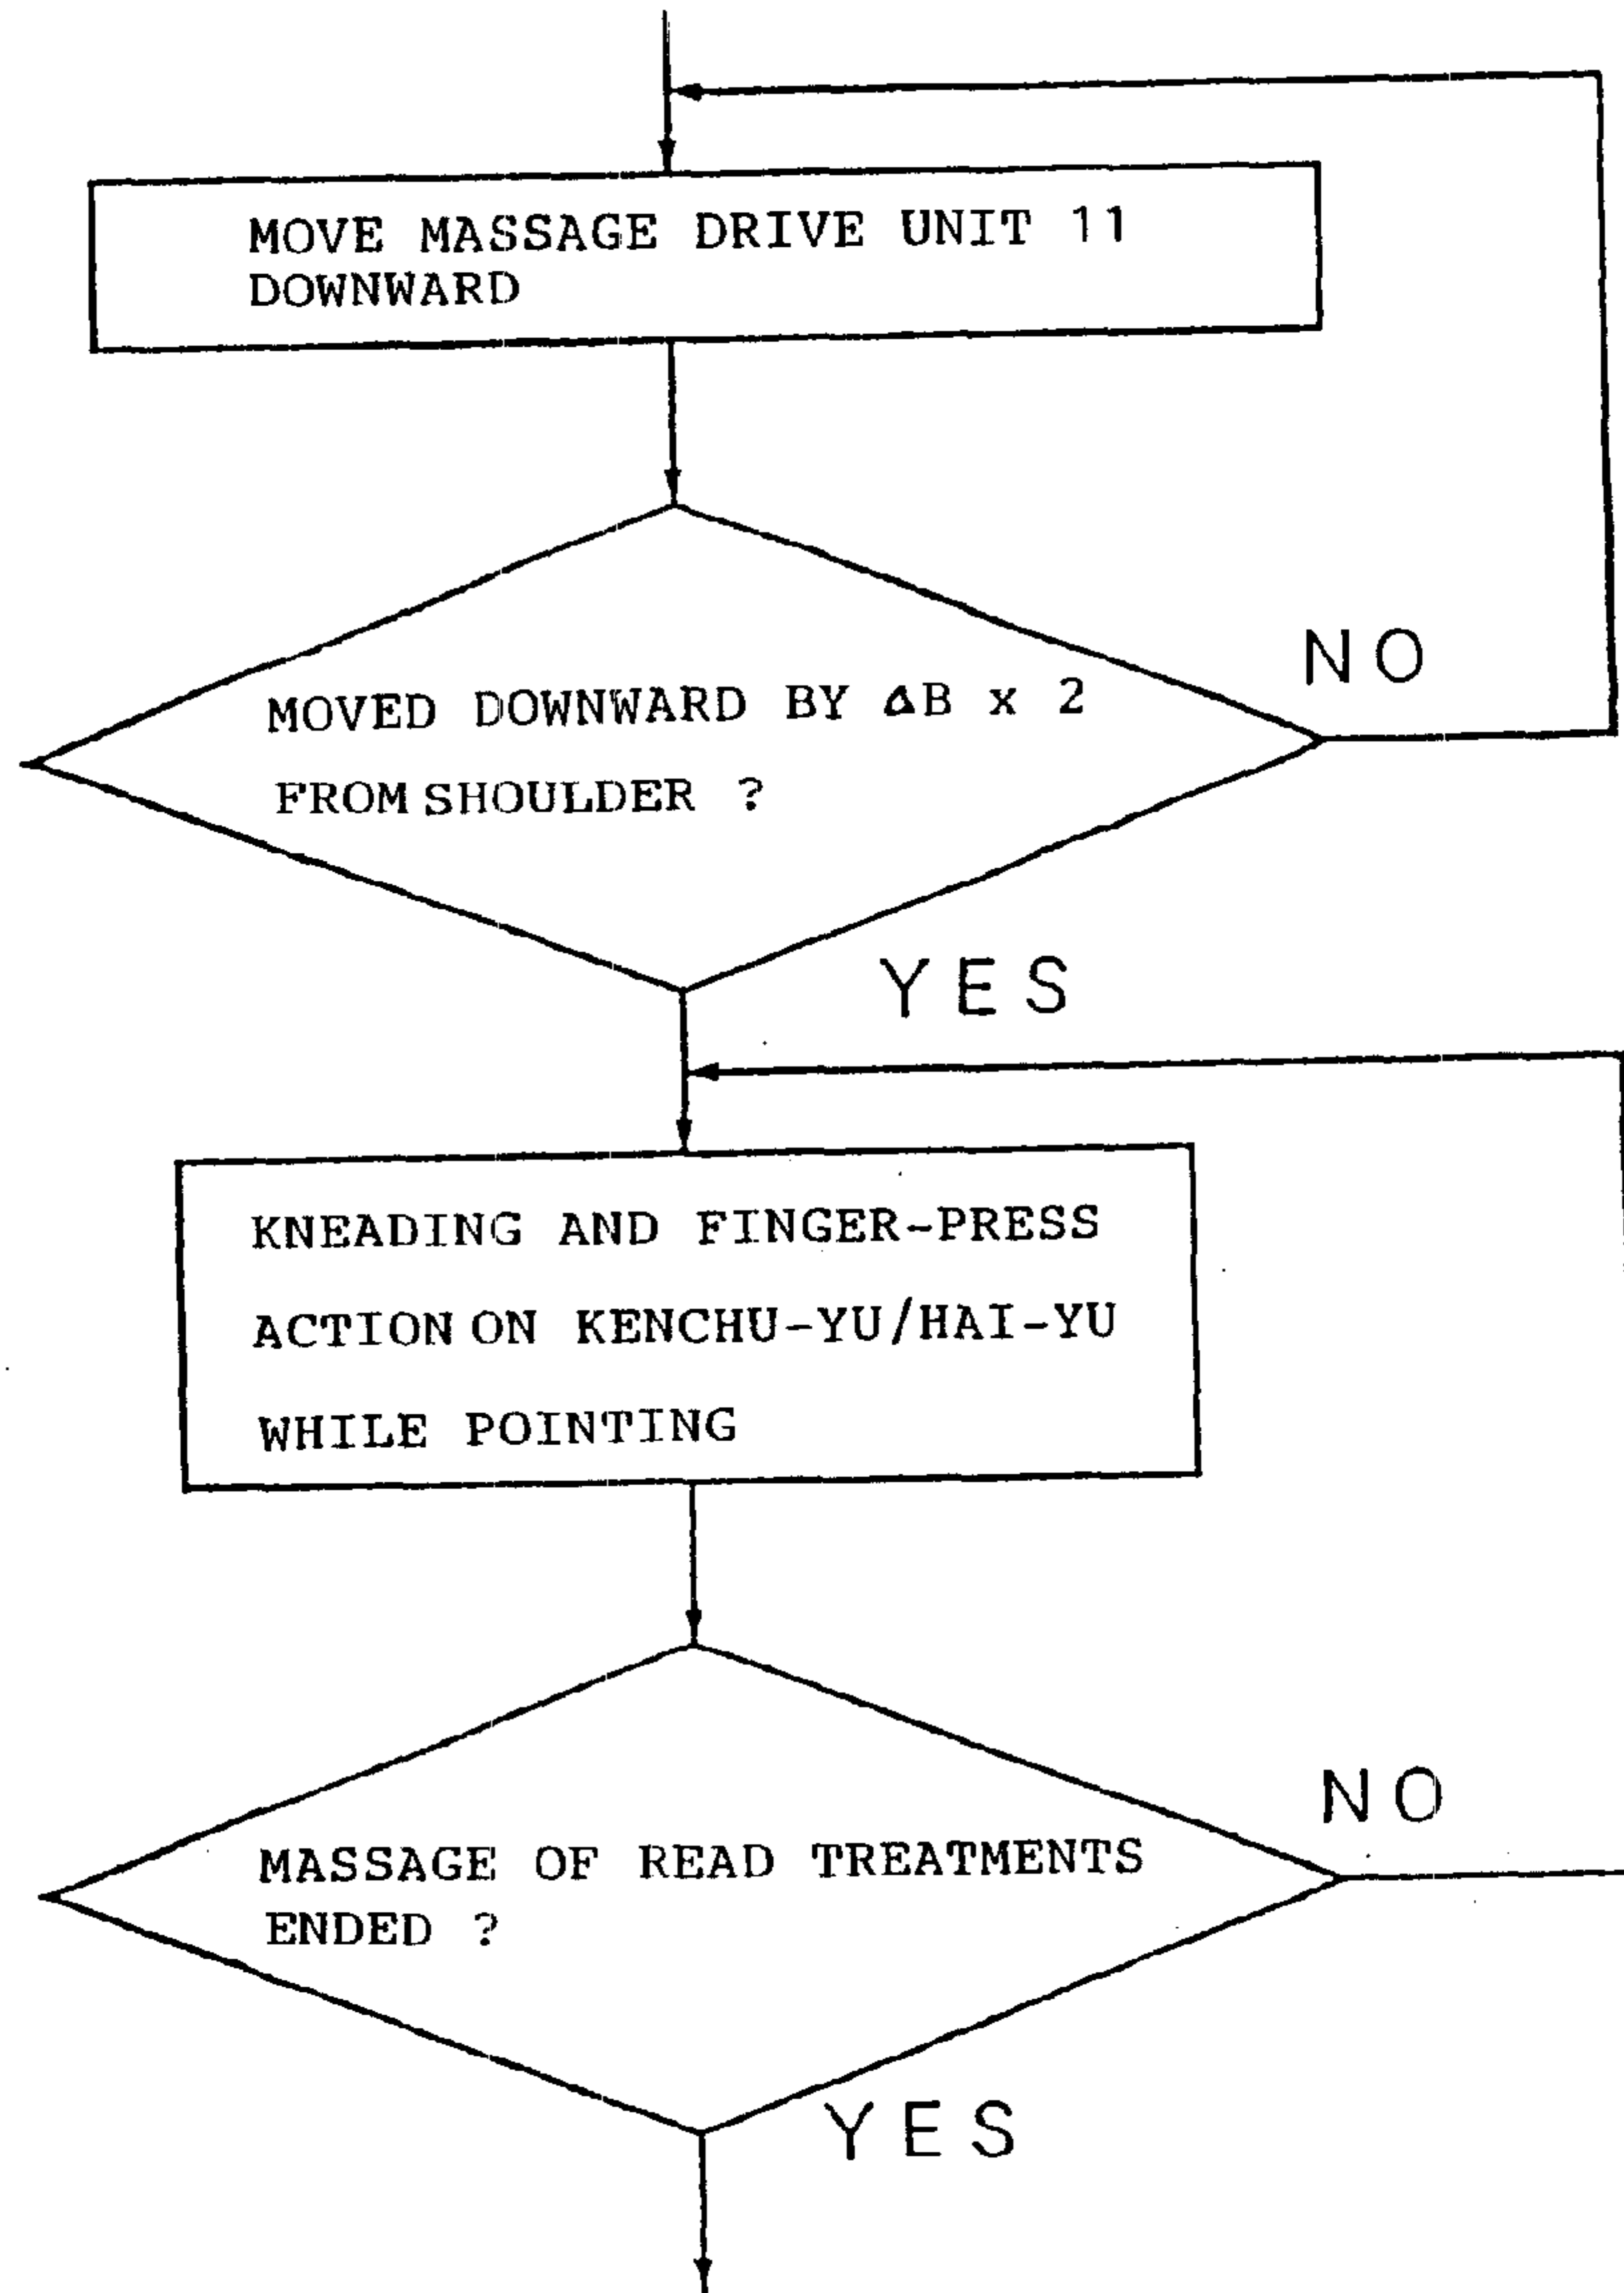 MOVE MASSAGE DRIVE UNIT 11
DOWNWARD
MOVED DOWNWARD BY ΔB x 2
FROM SHOULDER ?
NO
YES
KNEADING AND FINGER-PRESS
ACTION ON KENCHU-YU/HAI-YU
WHILE POINTING
MASSAGE OF READ TREATMENTS
ENDED ?
NO
YES